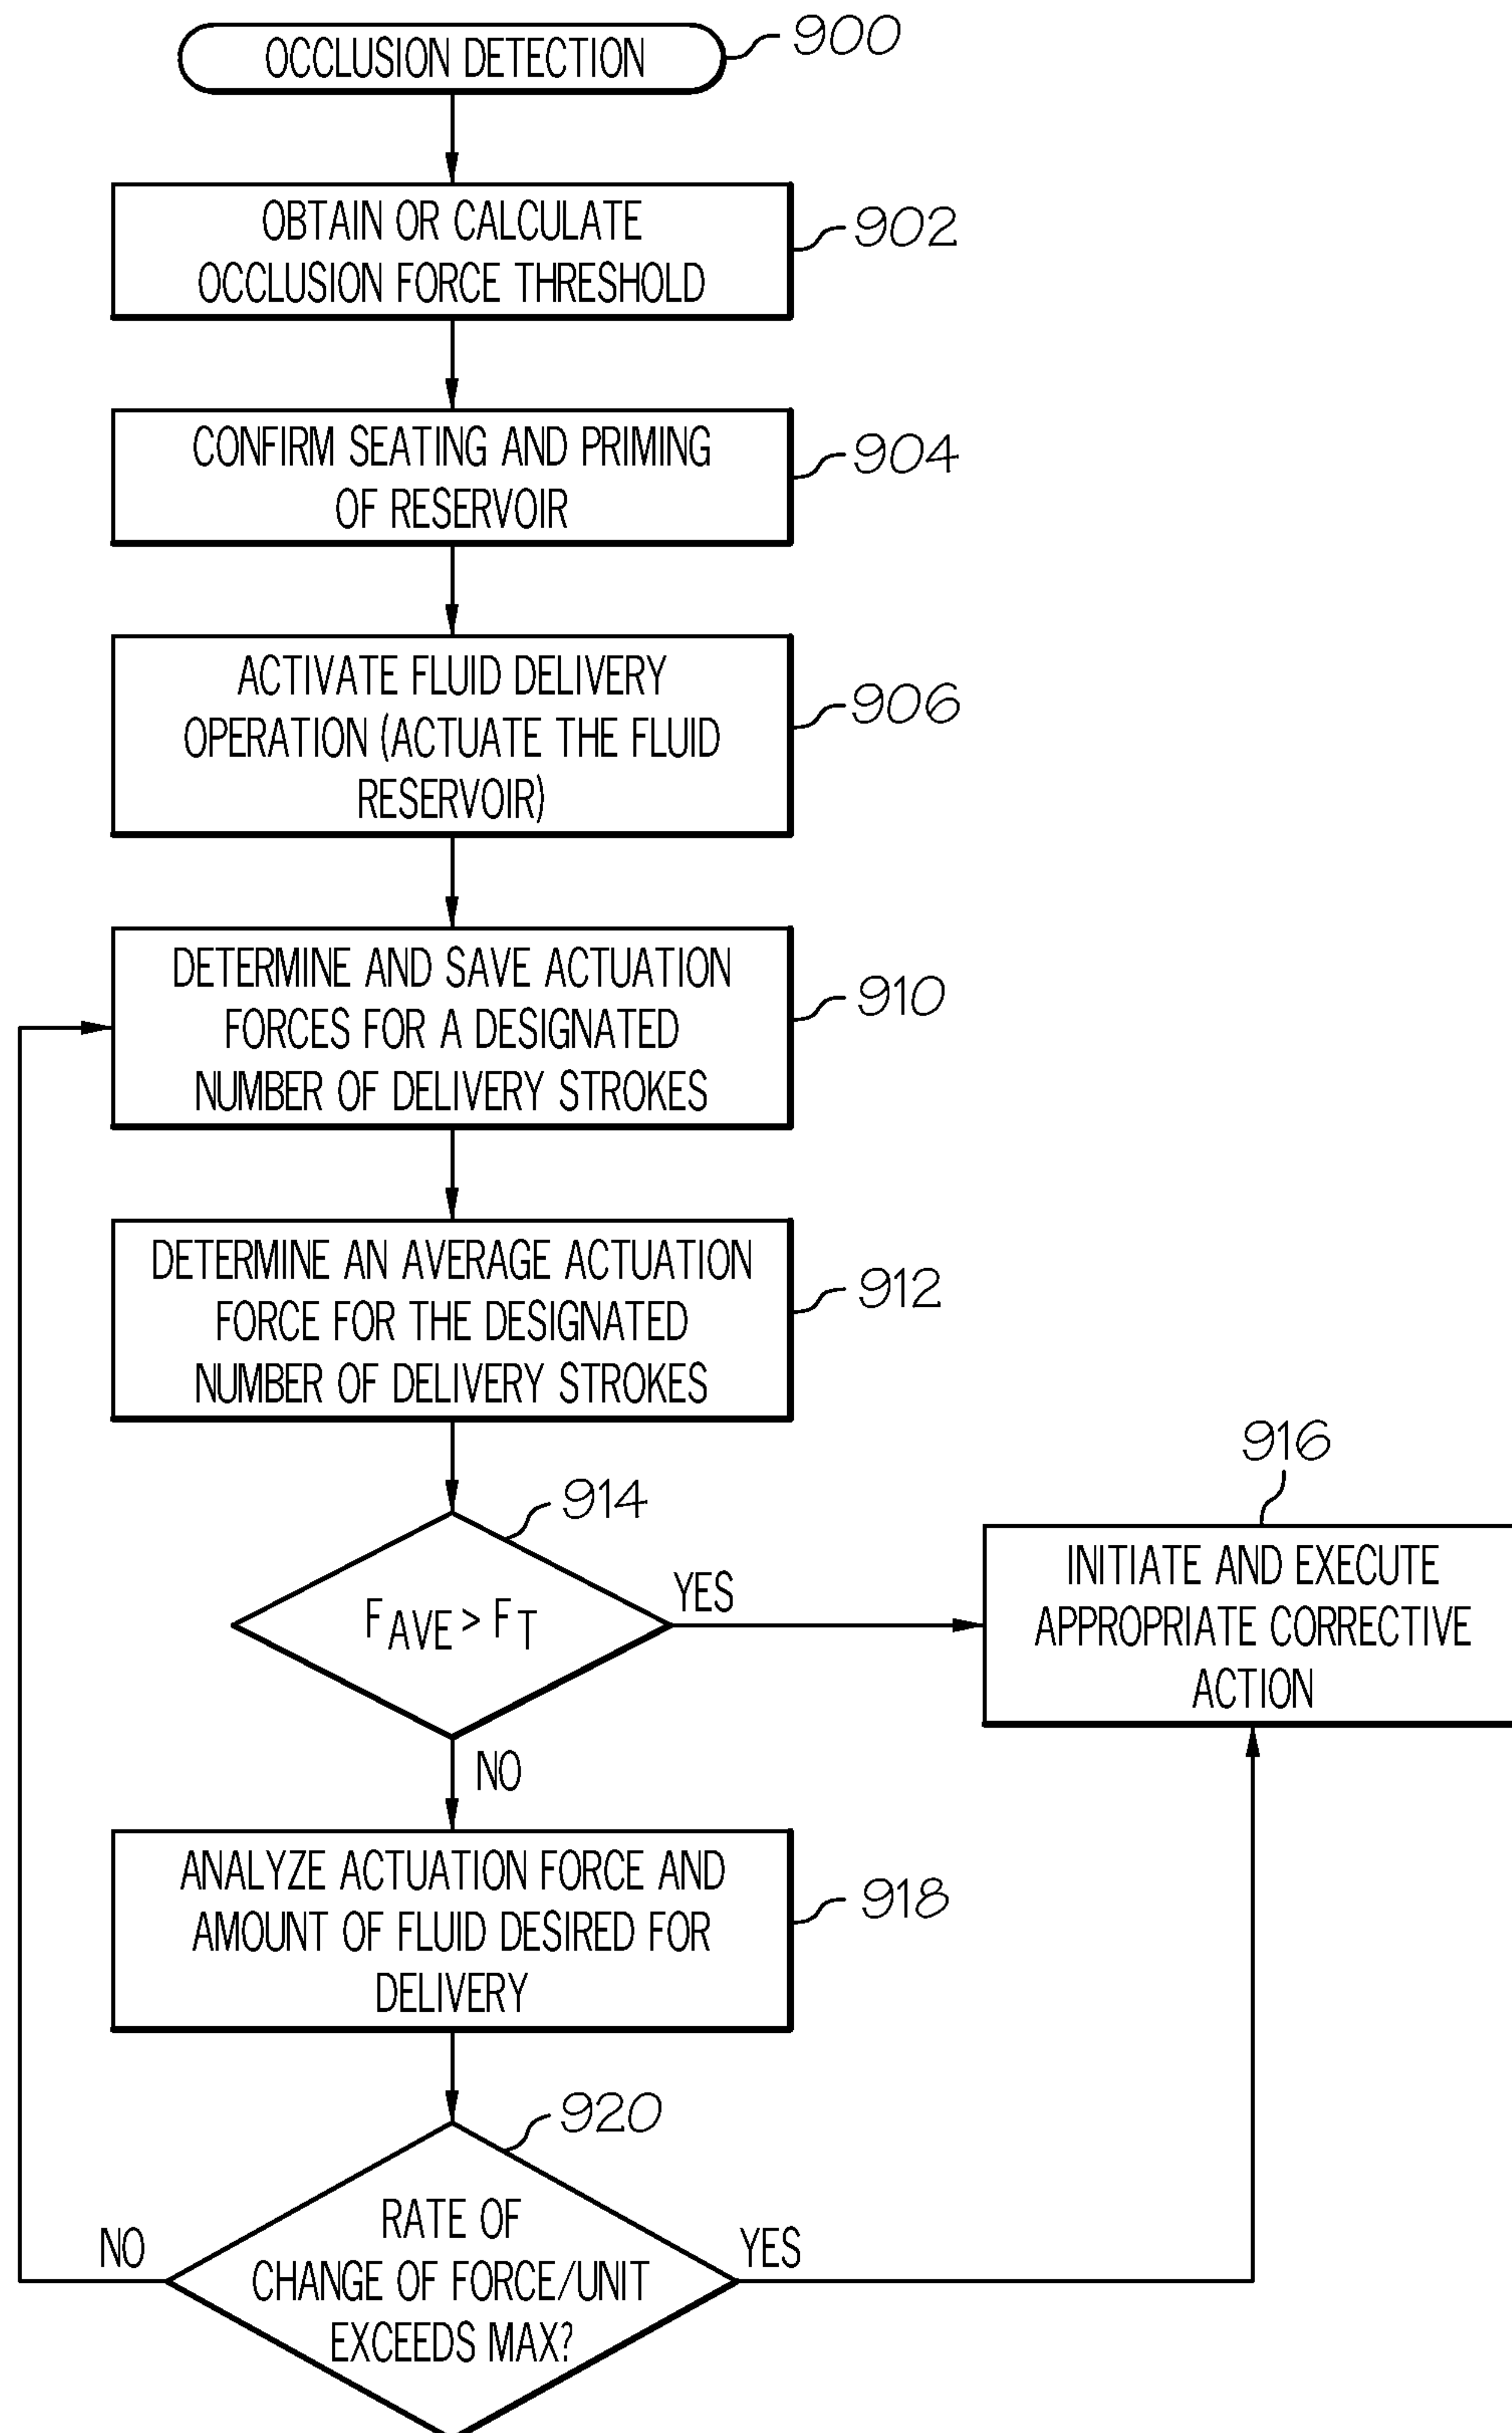 OCCLUSION DETECTION
900
OBTAIN OR CALCULATE
OCCLUSION FORCE THRESHOLD
902
CONFIRM SEATING AND PRIMING
OF RESERVOIR
904
ACTIVATE FLUID DELIVERY
OPERATION (ACTUATE THE FLUID
RESERVOIR)
906
DETERMINE AND SAVE ACTUATION
FORCES FOR A DESIGNATED
NUMBER OF DELIVERY STROKES
910
DETERMINE AN AVERAGE ACTUATION
FORCE FOR THE DESIGNATED
NUMBER OF DELIVERY STROKES
912
914
FAVE > FT
YES
NO
916
INITIATE AND EXECUTE
APPROPRIATE CORRECTIVE
ACTION
ANALYZE ACTUATION FORCE AND
AMOUNT OF FLUID DESIRED FOR
DELIVERY
918
920
RATE OF
CHANGE OF FORCE/UNIT
EXCEEDS MAX?
NO
YES